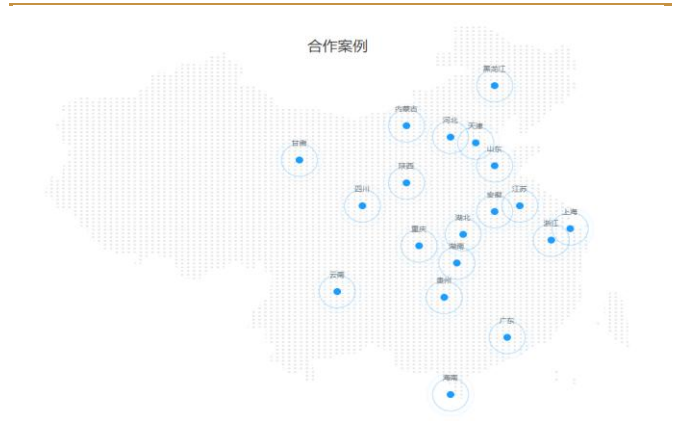 合作案例
黑龙江
内蒙古
河北
天津
甘肃
山东
陕西
四川
安徽
江苏
上海
湖北
浙江
重庆
湖南
云南
贵州
广东
海南